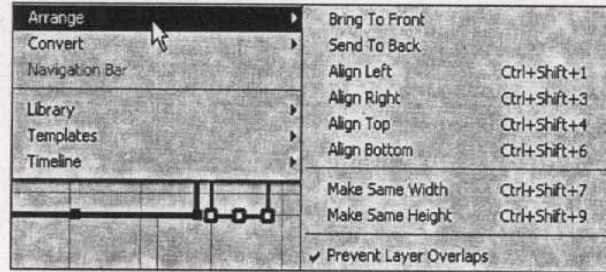 Arrange
Convert
Navigation Bar
Library
Templates
Timeline
Bring To Front
Send To Back
Align Left Ctrl+Shift+1
Align Right Ctrl+Shift+3
Align Top Ctrl+Shift+4
Align Bottom Ctrl+Shift+6
Make Same Width Ctrl+Shift+7
Make Same Height Ctrl+Shift+9
✓ Prevent Layer Overlaps